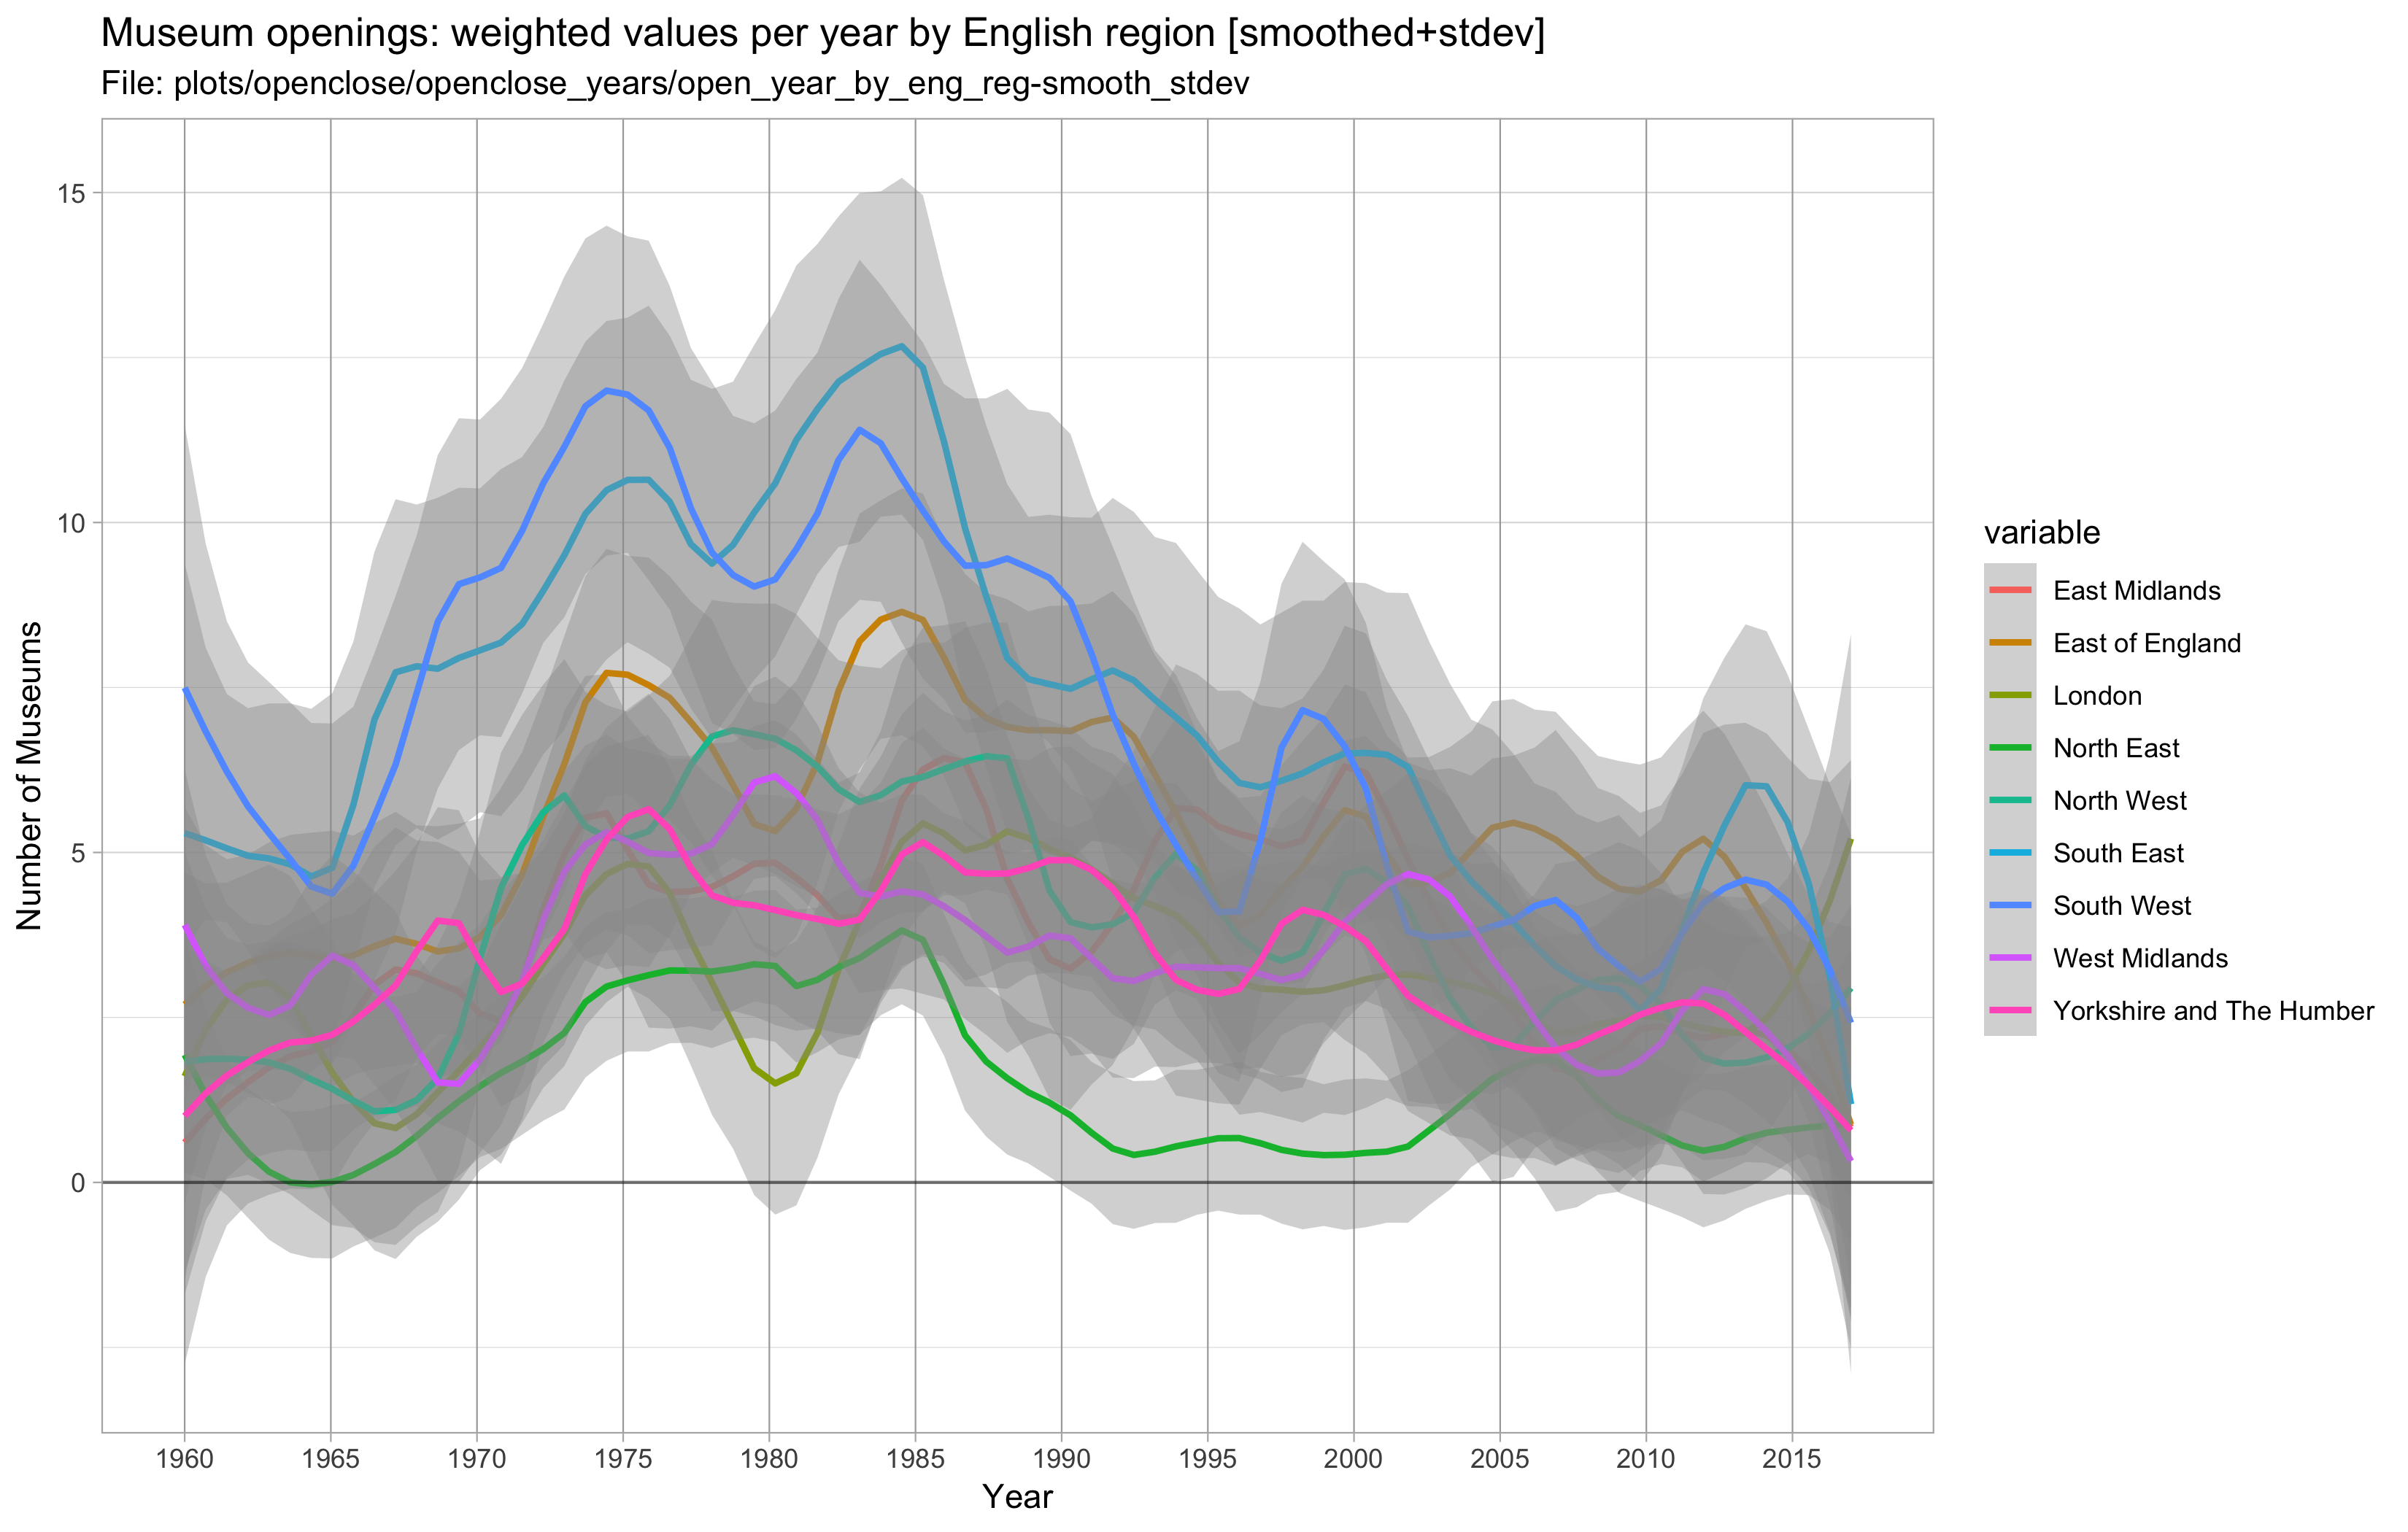 Museum openings: weighted values per year by English region [smoothed+stdev]
File: plots/openclose/openclose_years/open_year_by_eng_reg-smooth_stdev
Number of Museums
15
10
5
0
1960 1965 1970 1975 1980 1985 1990 1995 2000 2005 2010 2015
Year
variable
East Midlands
East of England
London
North East
North West
South East
South West
West Midlands
Yorkshire and The Humber